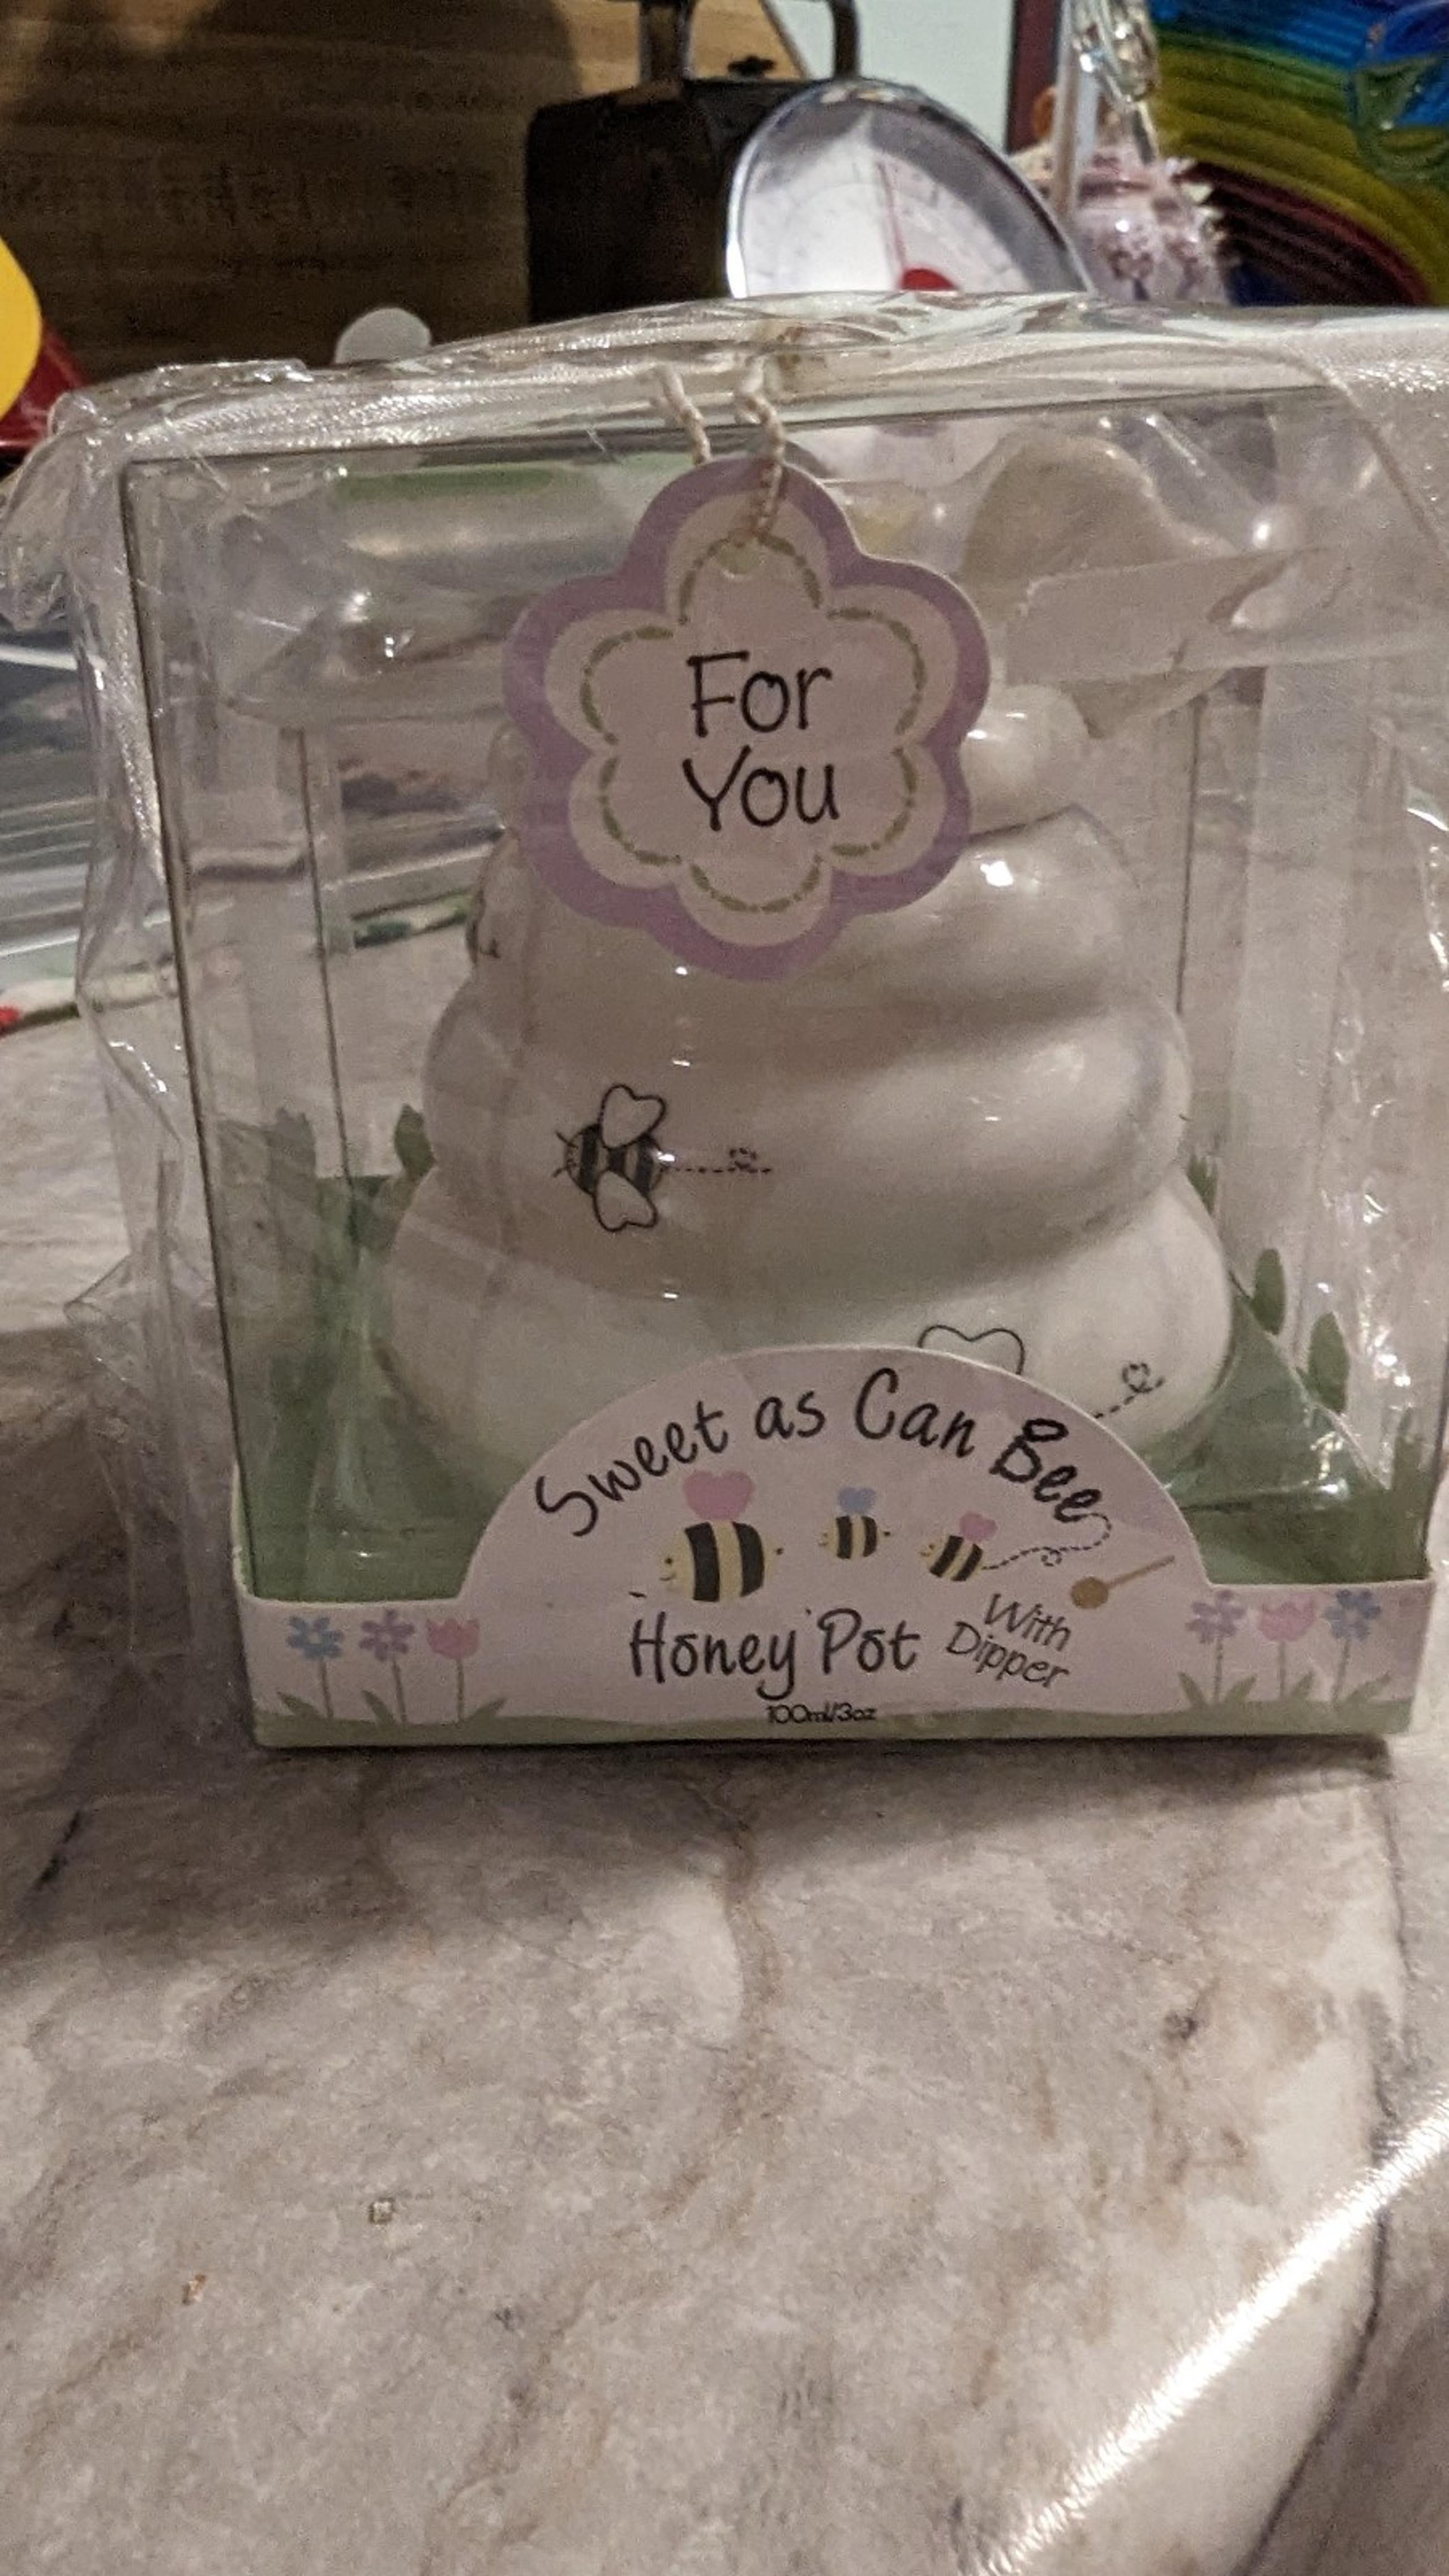 For
You
Sweet as Can Bee
Honey Pot
With
Dipper
100ml/3oz